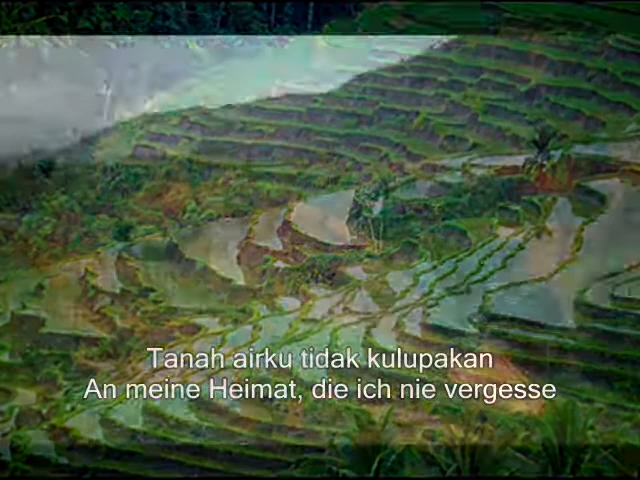 Tanah airku tidak kulupakan
An meine Heimat, die ich nie vergesse